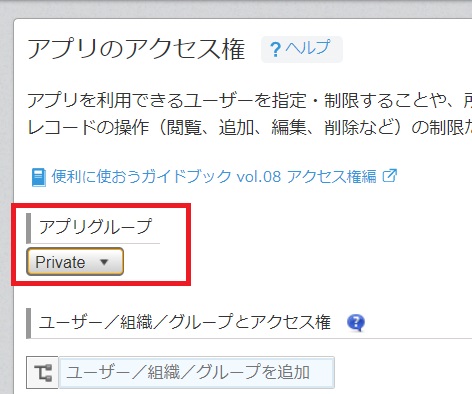 アプリのアクセス権 ?ヘルプ
アプリを利用できるユーザーを指定・制限することや、
レコードの操作（閲覧、追加、編集、削除など）の制限
便利に使おうガイドブック vol.08 アクセス権編
アプリグループ
Private
ユーザー／組織／グループとアクセス権 ?
ユーザー／組織／グループを追加